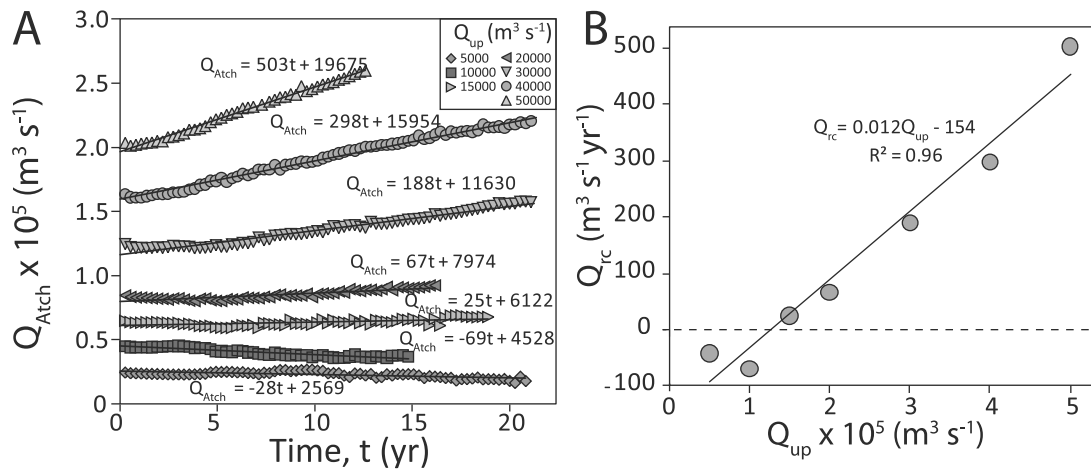 A
Q_Atch x 10^5 (m^3 s^-1)
3.0
2.5
2.0
1.5
1.0
0.5
0
Q_up (m^3 s^-1)
5000
10000
15000
20000
30000
40000
50000
Q_Atch = 503t + 19675
Q_Atch = 298t + 15954
Q_Atch = 188t + 11630
Q_Atch = 67t + 7974
Q_Atch = 25t + 6122
Q_Atch = -69t + 4528
Q_Atch = -28t + 2569
0 5 10 15 20
Time, t (yr)
B
Q_rc (m^3 s^-1 yr^-1)
500
400
300
200
100
0
-100
Q_rc = 0.012Q_up - 154
R^2 = 0.96
0 1 2 3 4 5
Q_up x 10^5 (m^3 s^-1)